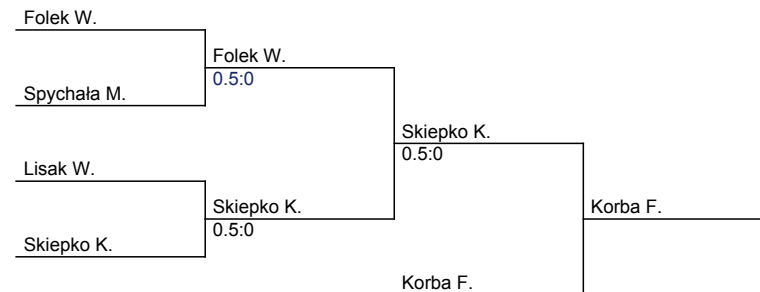 Folek W.
Folek W.
0.5:0
Spychała M.
Skiepko K.
0.5:0
Lisak W.
Skiepko K.
0.5:0
Korba F.
Skiepko K.
Korba F.